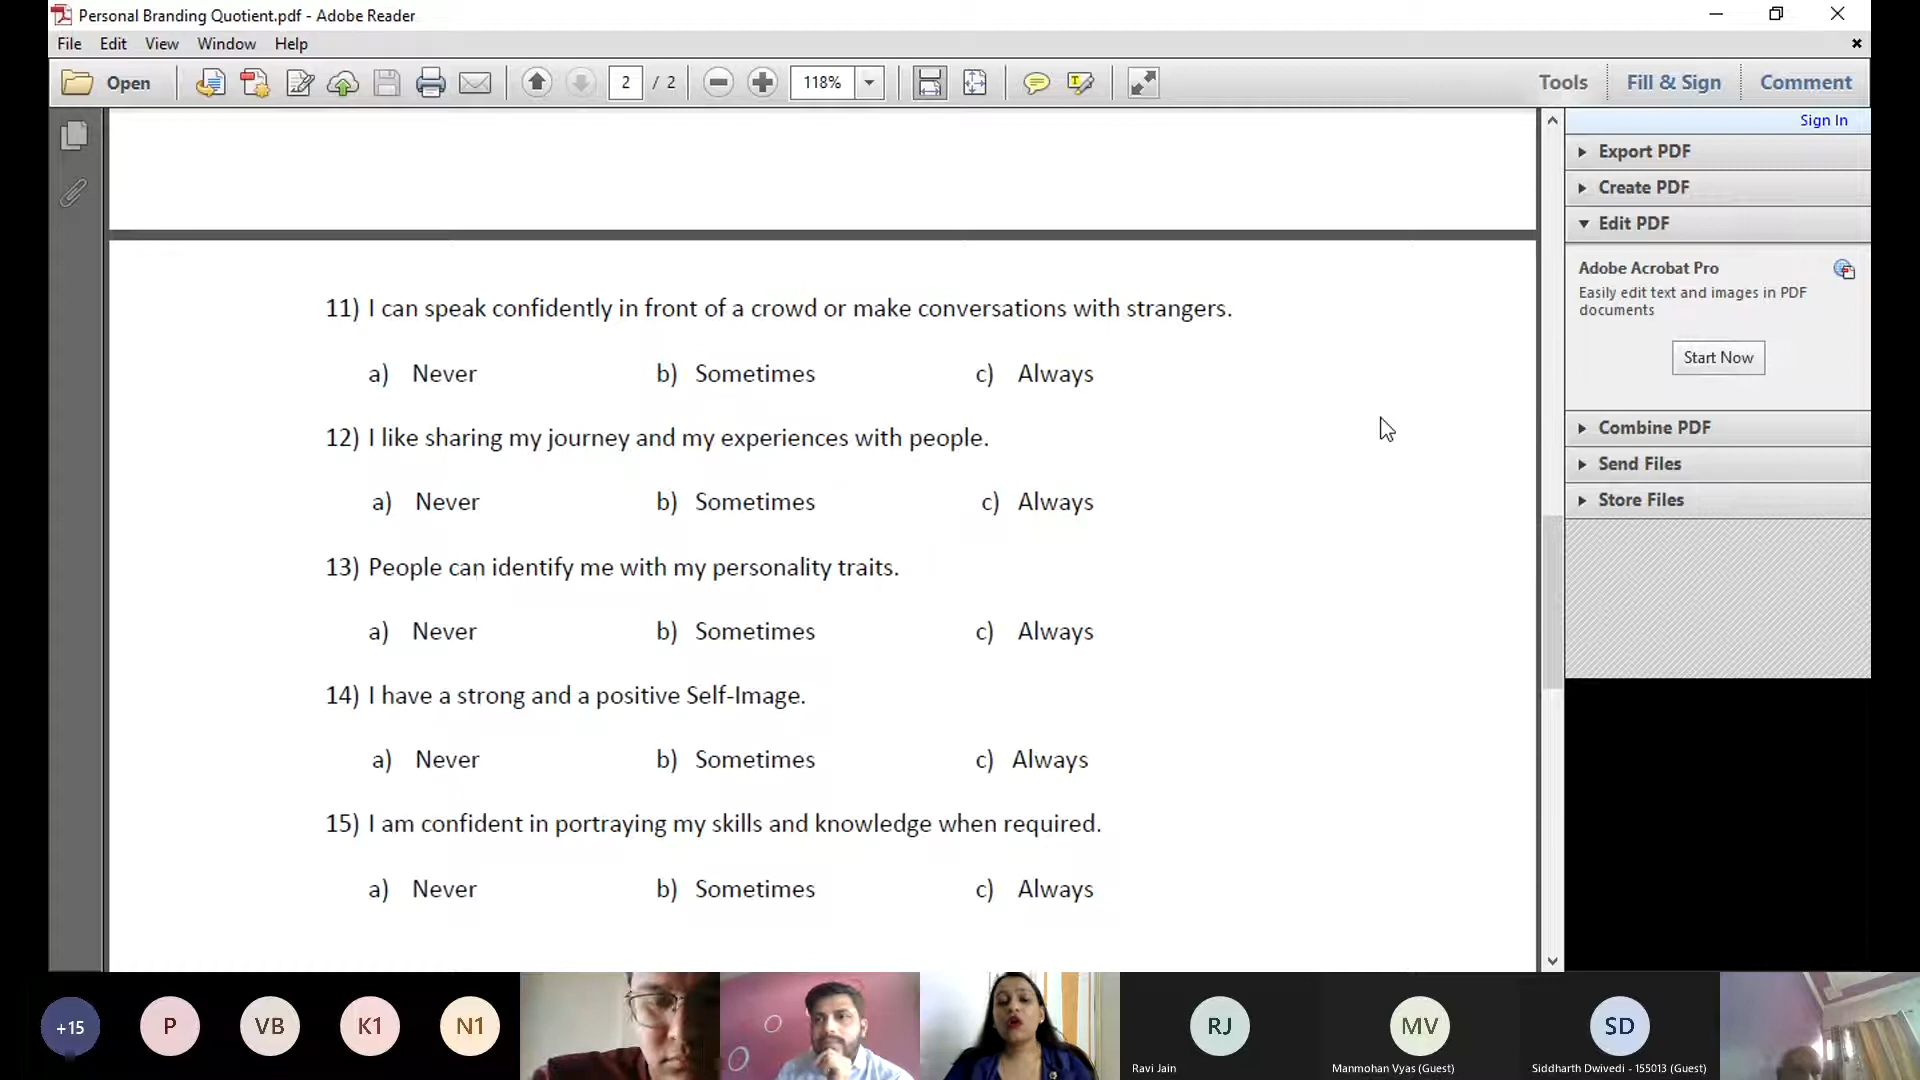 Personal Branding Quotient.pdf - Adobe Reader
File Edit View Window Help
Open 2 / 2 118% Tools Fill & Sign Comment
Sign In
Export PDF
Create PDF
Edit PDF
Adobe Acrobat Pro
Easily edit text and images in PDF
documents
Start Now
Combine PDF
Send Files
Store Files
11) I can speak confidently in front of a crowd or make conversations with strangers.
a) Never b) Sometimes c) Always
12) I like sharing my journey and my experiences with people.
a) Never b) Sometimes c) Always
13) People can identify me with my personality traits.
a) Never b) Sometimes c) Always
14) I have a strong and a positive Self-Image.
a) Never b) Sometimes c) Always
15) I am confident in portraying my skills and knowledge when required.
a) Never b) Sometimes c) Always
+15 P VB K1 N1 RJ MV SD
Ravi Jain Manmohan Vyas (Guest) Siddharth Dwivedi - 155013 (Guest)